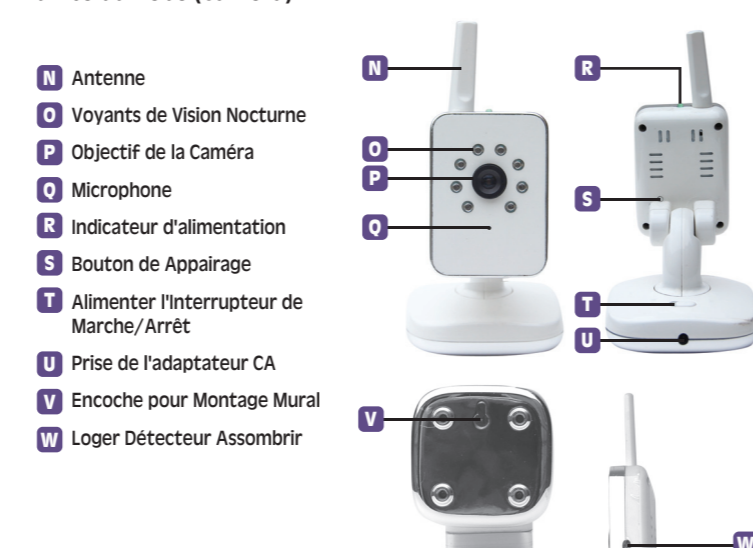 N Antenne
O Voyants de Vision Nocturne
P Objectif de la Caméra
Q Microphone
R Indicateur d'alimentation
S Bouton de Appairage
T Alimenter l'Interrupteur de
Marche/Arrêt
U Prise de l'adaptateur CA
V Encoche pour Montage Mural
W Loger Détecteur Assombrir
N
O
P
Q
R
S
T
U
V
W